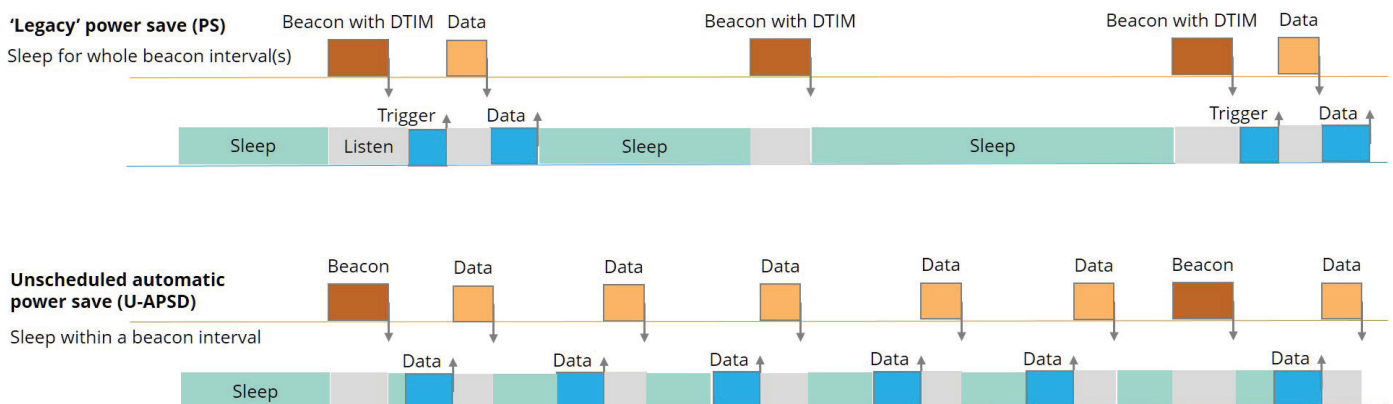 'Legacy' power save (PS)
Sleep for whole beacon interval(s)
Beacon with DTIM Data Beacon with DTIM Beacon with DTIM Data
Trigger Data Trigger Data
Sleep Listen Sleep Sleep
Unscheduled automatic
power save (U-APSD)
Sleep within a beacon interval
Beacon Data Data Data Data Data Beacon Data
Data Data Data Data Data Data
Sleep